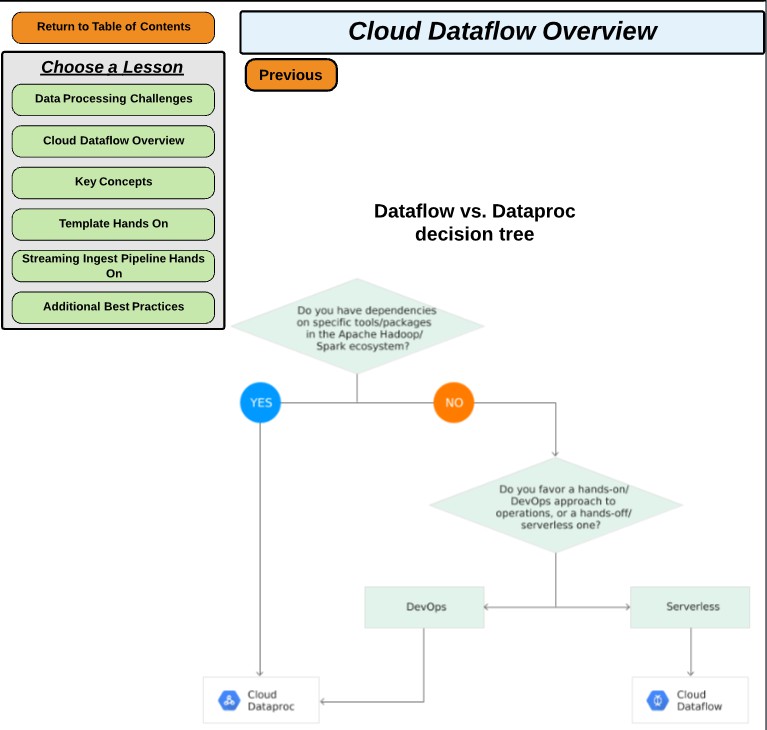 Return to Table of Contents
Cloud Dataflow Overview
Choose a Lesson
Previous
Data Processing Challenges
Cloud Dataflow Overview
Key Concepts
Template Hands On
Streaming Ingest Pipeline Hands
On
Additional Best Practices
Dataflow vs. Dataproc
decision tree
Do you have dependencies
on specific tools/packages
in the Apache Hadoop/
Spark ecosystem?
YES
NO
Do you favor a hands-on/
DevOps approach to
operations, or a hands-off/
serverless one?
DevOps
Serverless
Cloud
Dataproc
Cloud
Dataflow